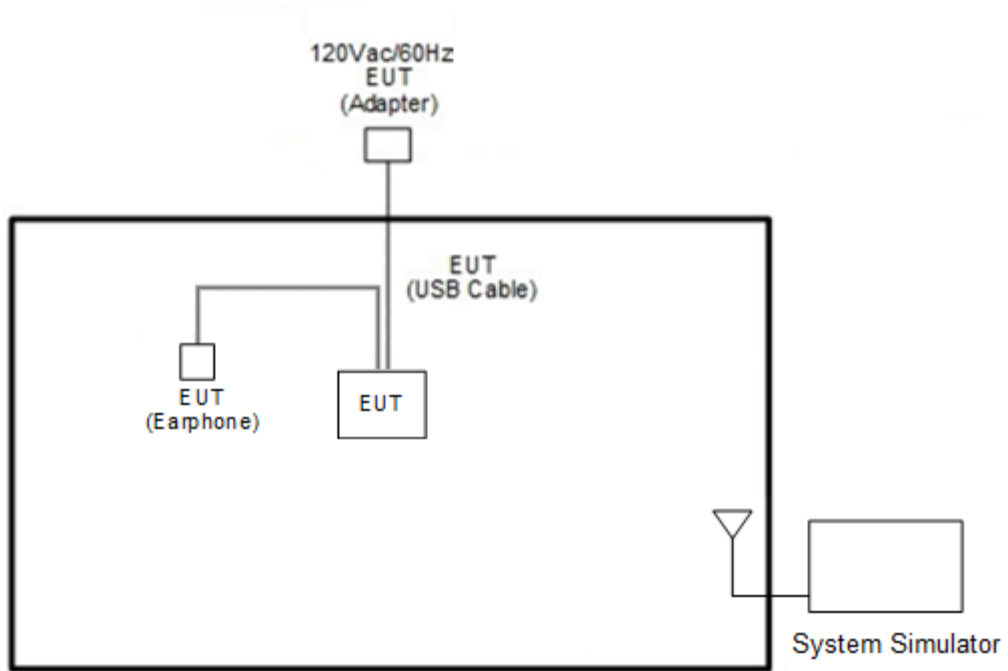 120Vac/60Hz
EUT
(Adapter)
EUT
(USB Cable)
EUT
(Earphone)
EUT
System Simulator